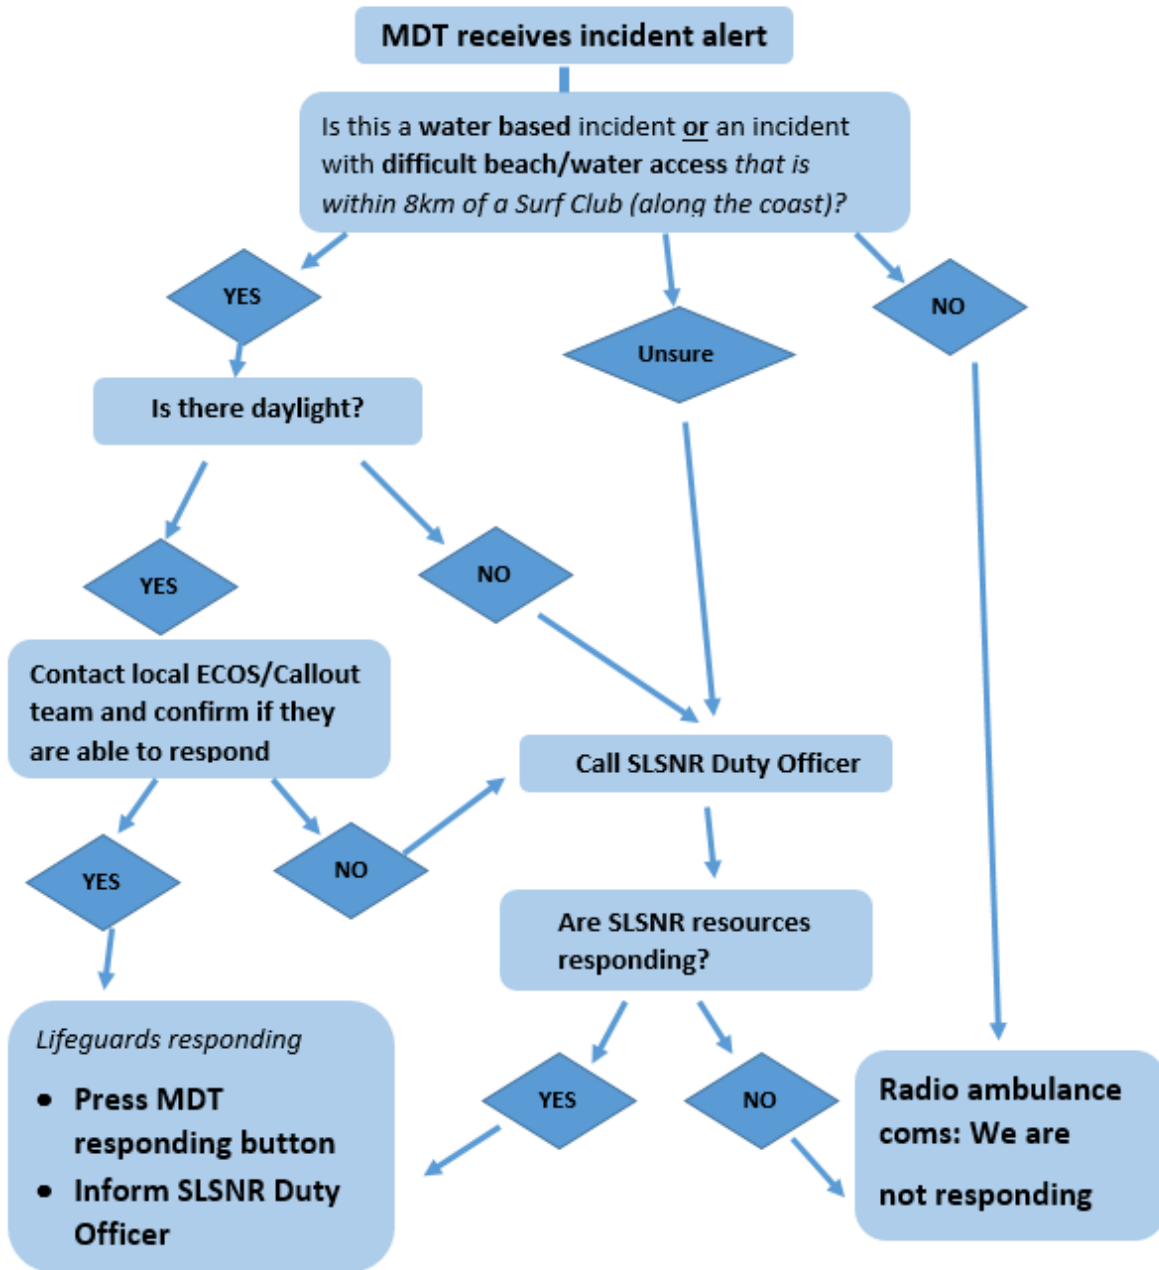 MDT receives incident alert
Is this a water based incident or an incident
with difficult beach/water access that is
within 8km of a Surf Club (along the coast)?
YES
Unsure
NO
Is there daylight?
YES
NO
Contact local ECOS/Callout
team and confirm if they
are able to respond
Call SLSNR Duty Officer
YES
NO
Are SLSNR resources
responding?
Lifeguards responding
• Press MDT
responding button
• Inform SLSNR Duty
Officer
YES
NO
Radio ambulance
coms: We are
not responding